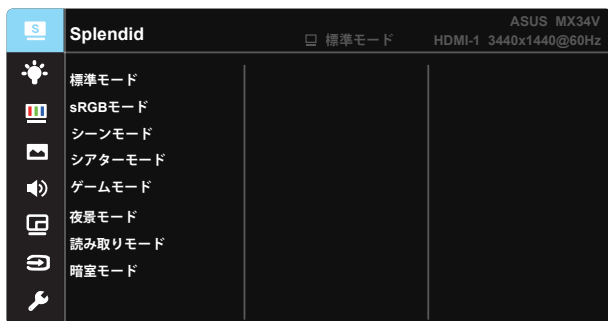 S
Splendid
標準モード
ASUS MX34V
HDMI-1 3440x1440@60Hz
標準モード
sRGBモード
シーンモード
シアターモード
ゲームモード
夜景モード
読み取りモード
暗室モード